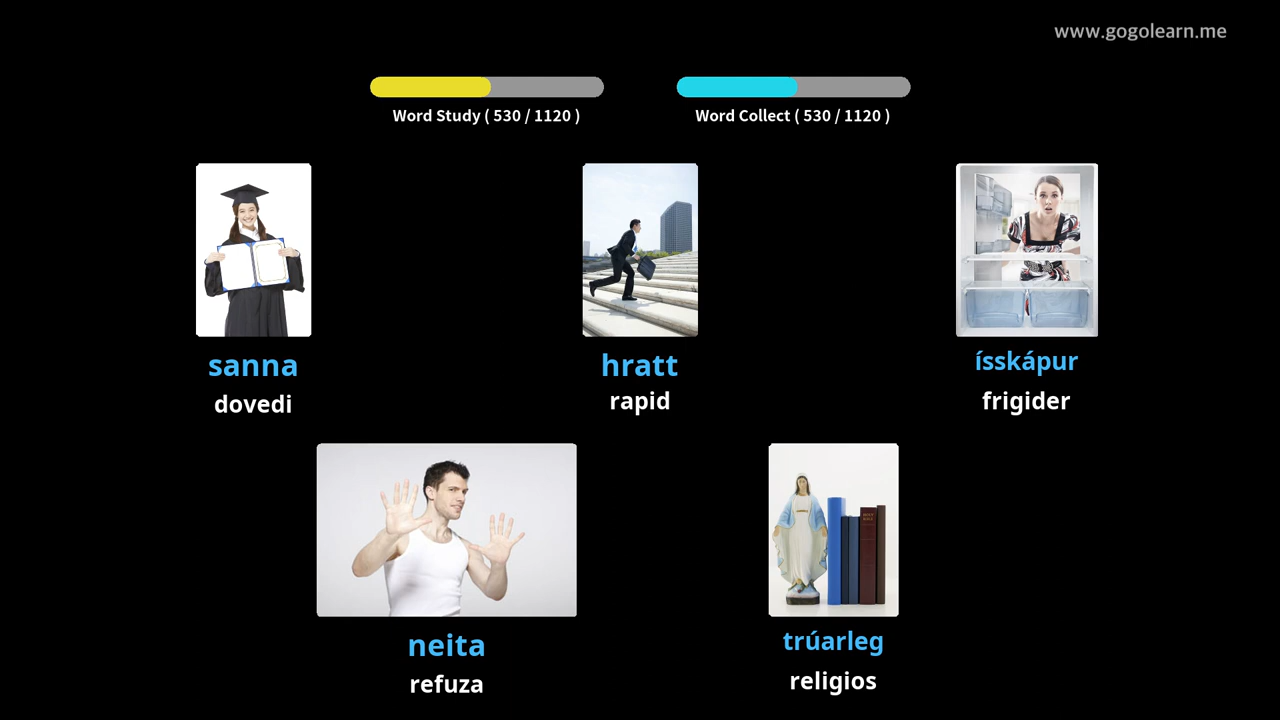 www.gogolearn.me
Word Study ( 530 / 1120 )
Word Collect ( 530 / 1120 )
sanna
dovedi
hratt
rapid
ísskápur
frigider
neita
refuza
trúarleg
religios